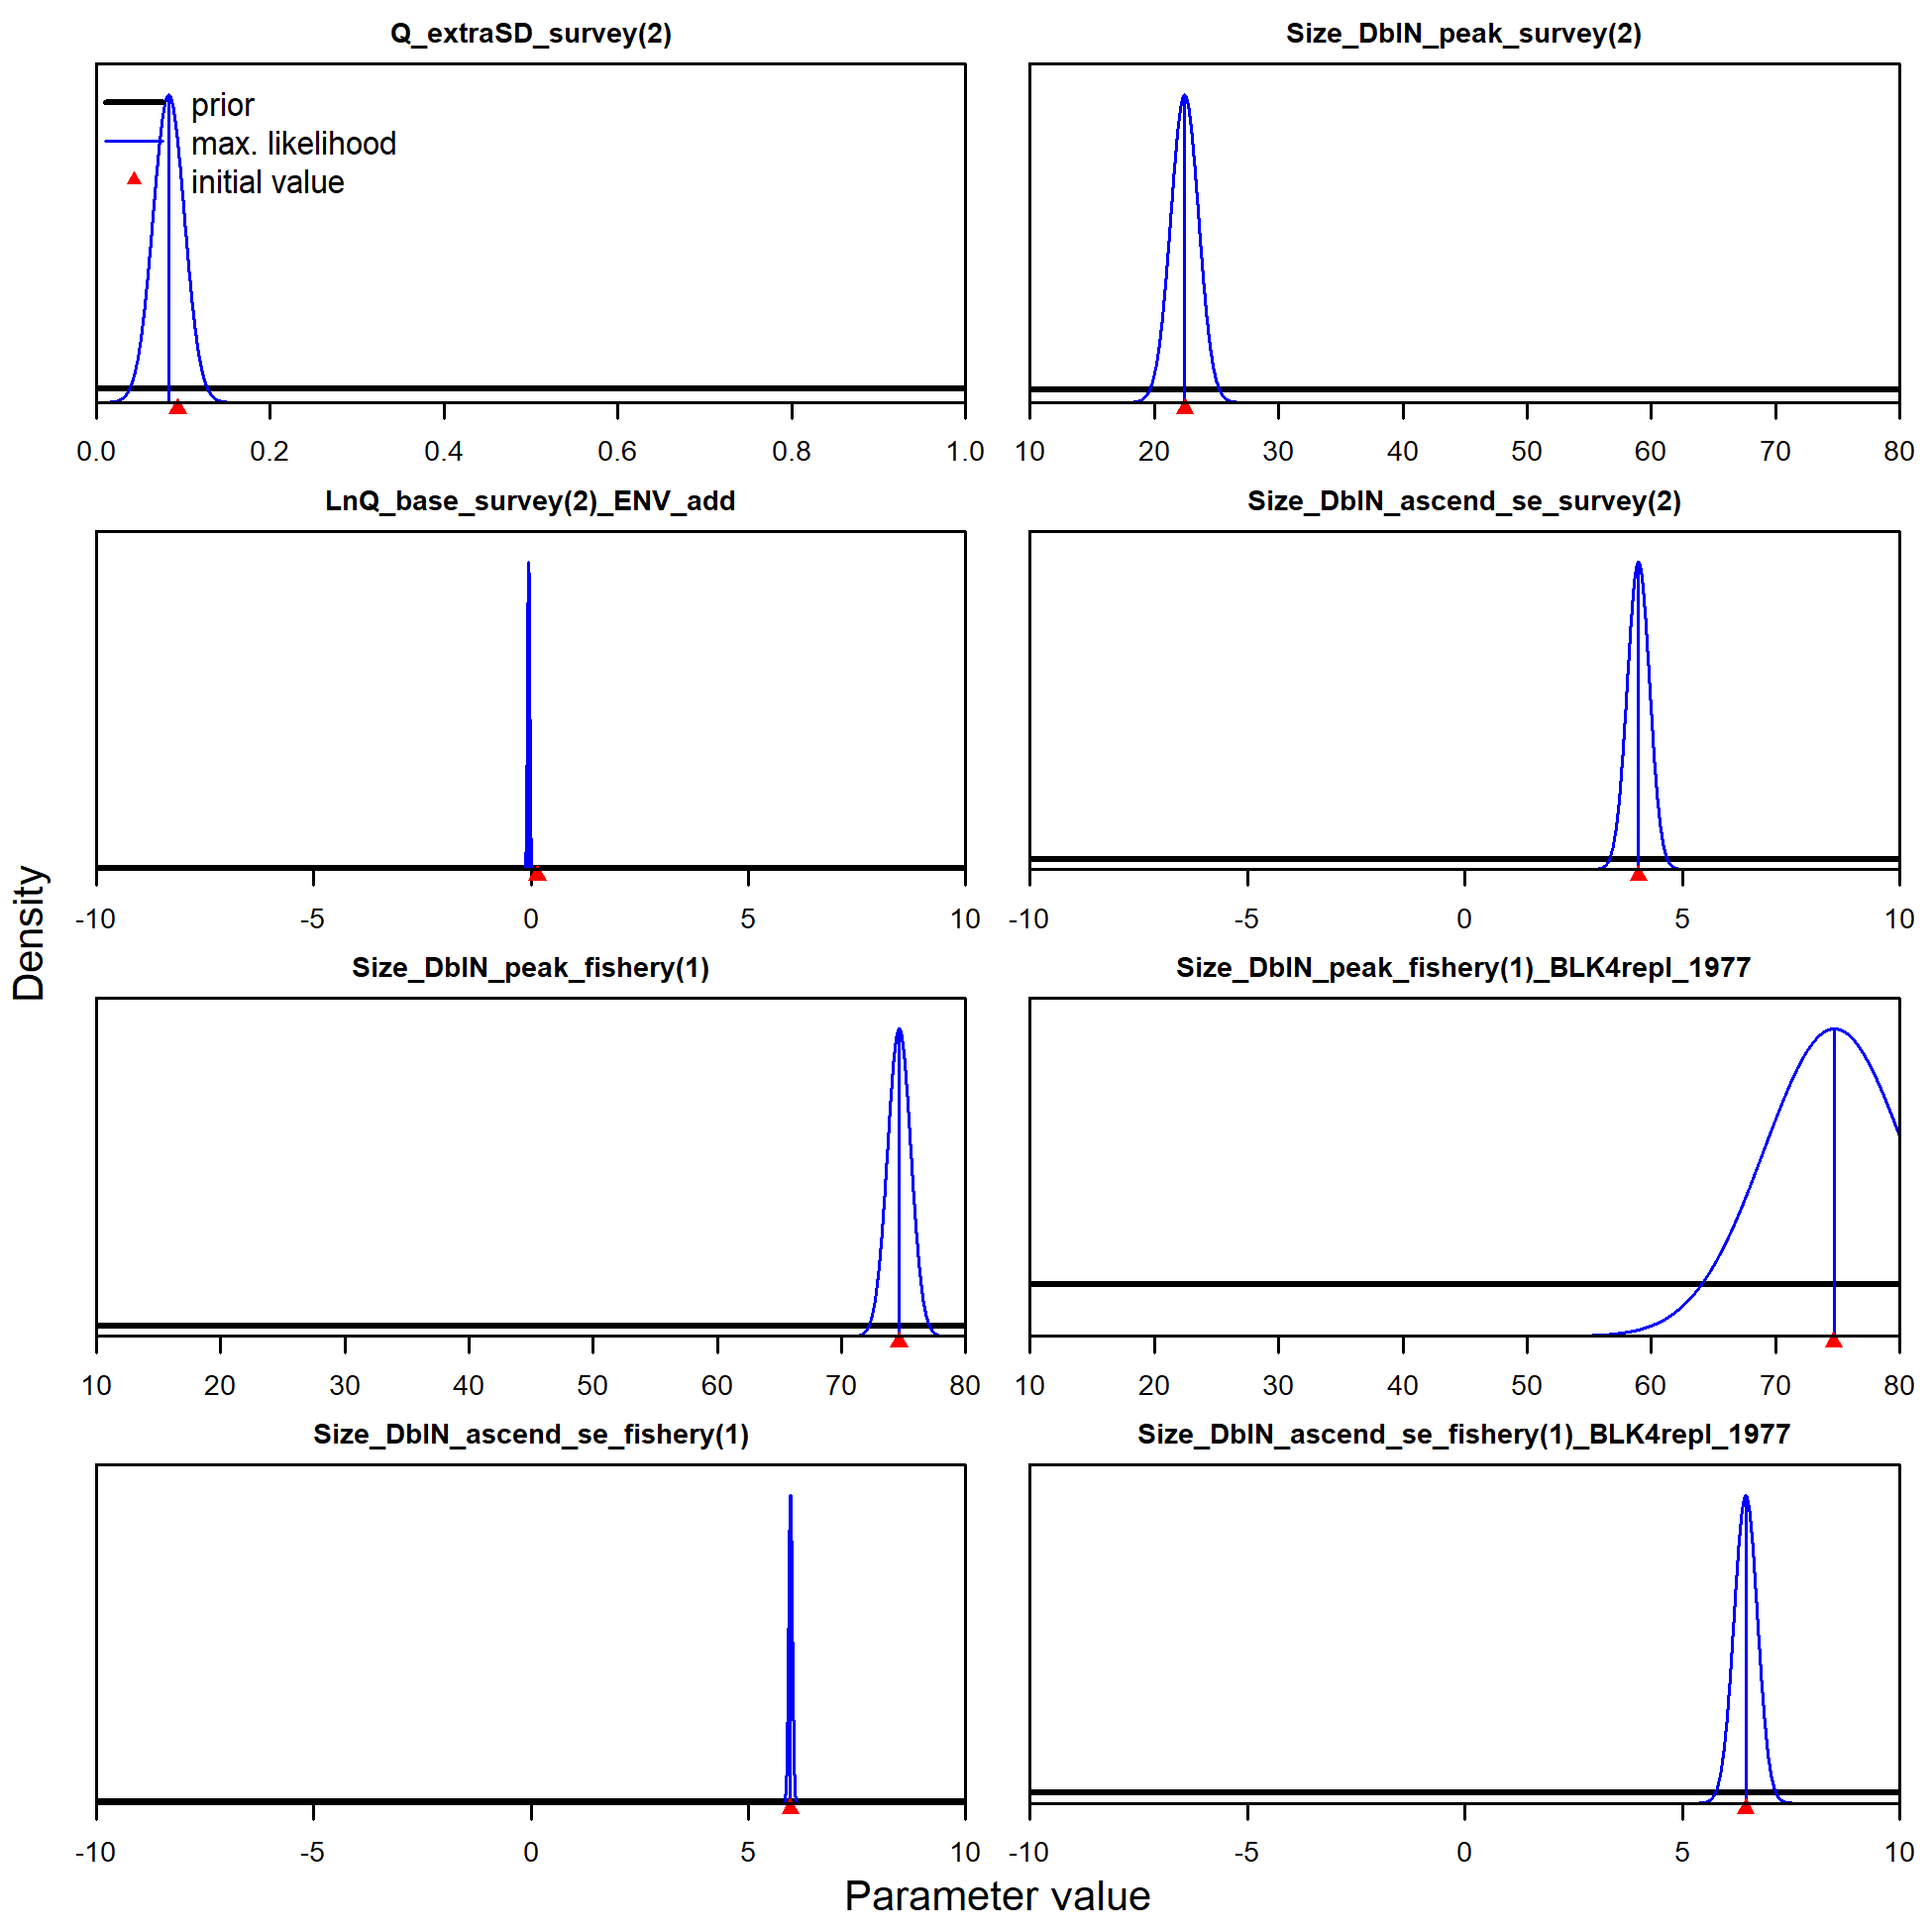 Q_extraSD_survey(2)
prior
max. likelihood
initial value
0.0 0.2 0.4 0.6 0.8 1.0
Size_DblN_peak_survey(2)
10 20 30 40 50 60 70 80
LnQ_base_survey(2)_ENV_add
-10 -5 0 5 10
Size_DblN_ascend_se_survey(2)
-10 -5 0 5 10
Size_DblN_peak_fishery(1)
10 20 30 40 50 60 70 80
Size_DblN_peak_fishery(1)_BLK4repl_1977
10 20 30 40 50 60 70 80
Size_DblN_ascend_se_fishery(1)
-10 -5 0 5 10
Size_DblN_ascend_se_fishery(1)_BLK4repl_1977
-10 -5 0 5 10
Density
Parameter value